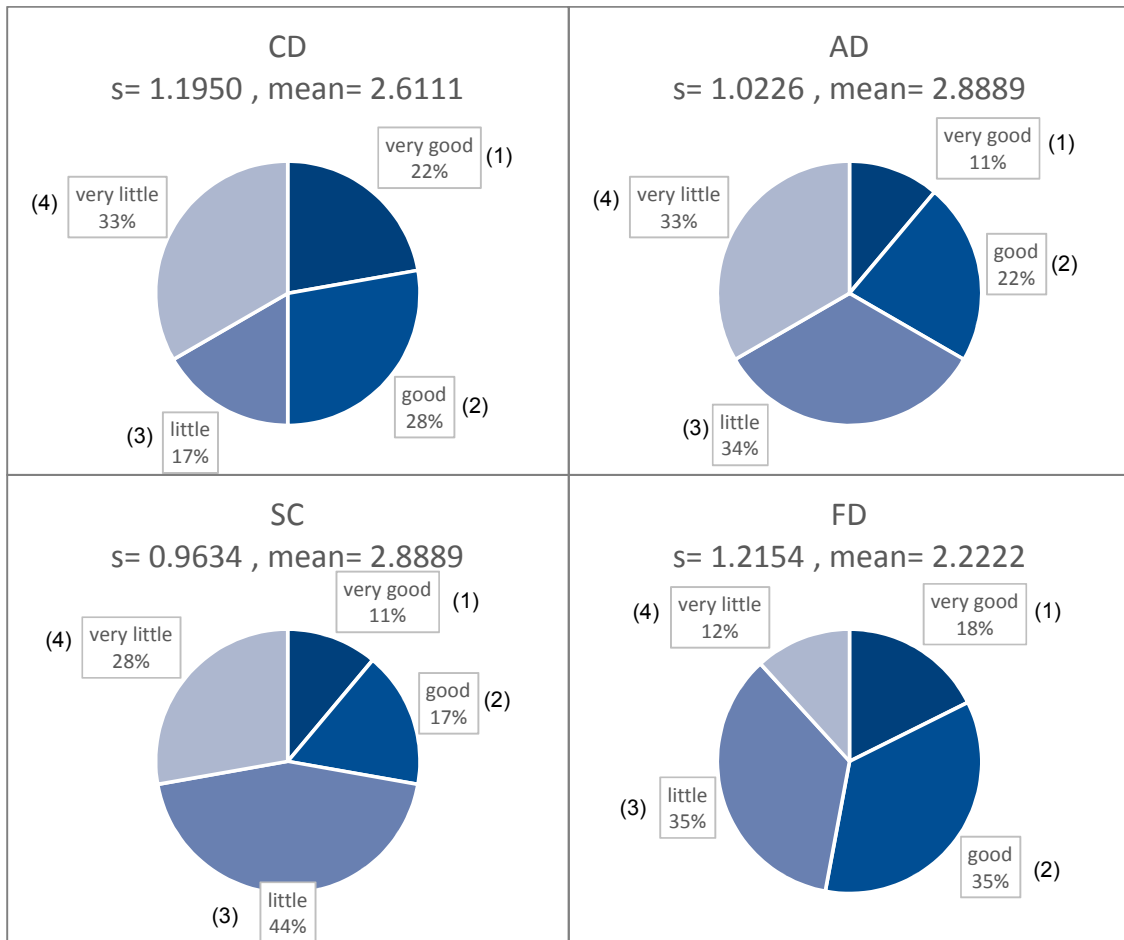 CD
s= 1.1950 , mean= 2.6111
very good (1)
22%
(4) very little
33%
good (2)
28%
(3) little
17%
AD
s= 1.0226 , mean= 2.8889
very good (1)
11%
(4) very little
33%
good (2)
22%
(3) little
34%
SC
s= 0.9634 , mean= 2.8889
very good (1)
11%
(4) very little
28%
good (2)
17%
(3) little
44%
FD
s= 1.2154 , mean= 2.2222
(4) very little
12%
very good (1)
18%
(3) little
35%
good (2)
35%